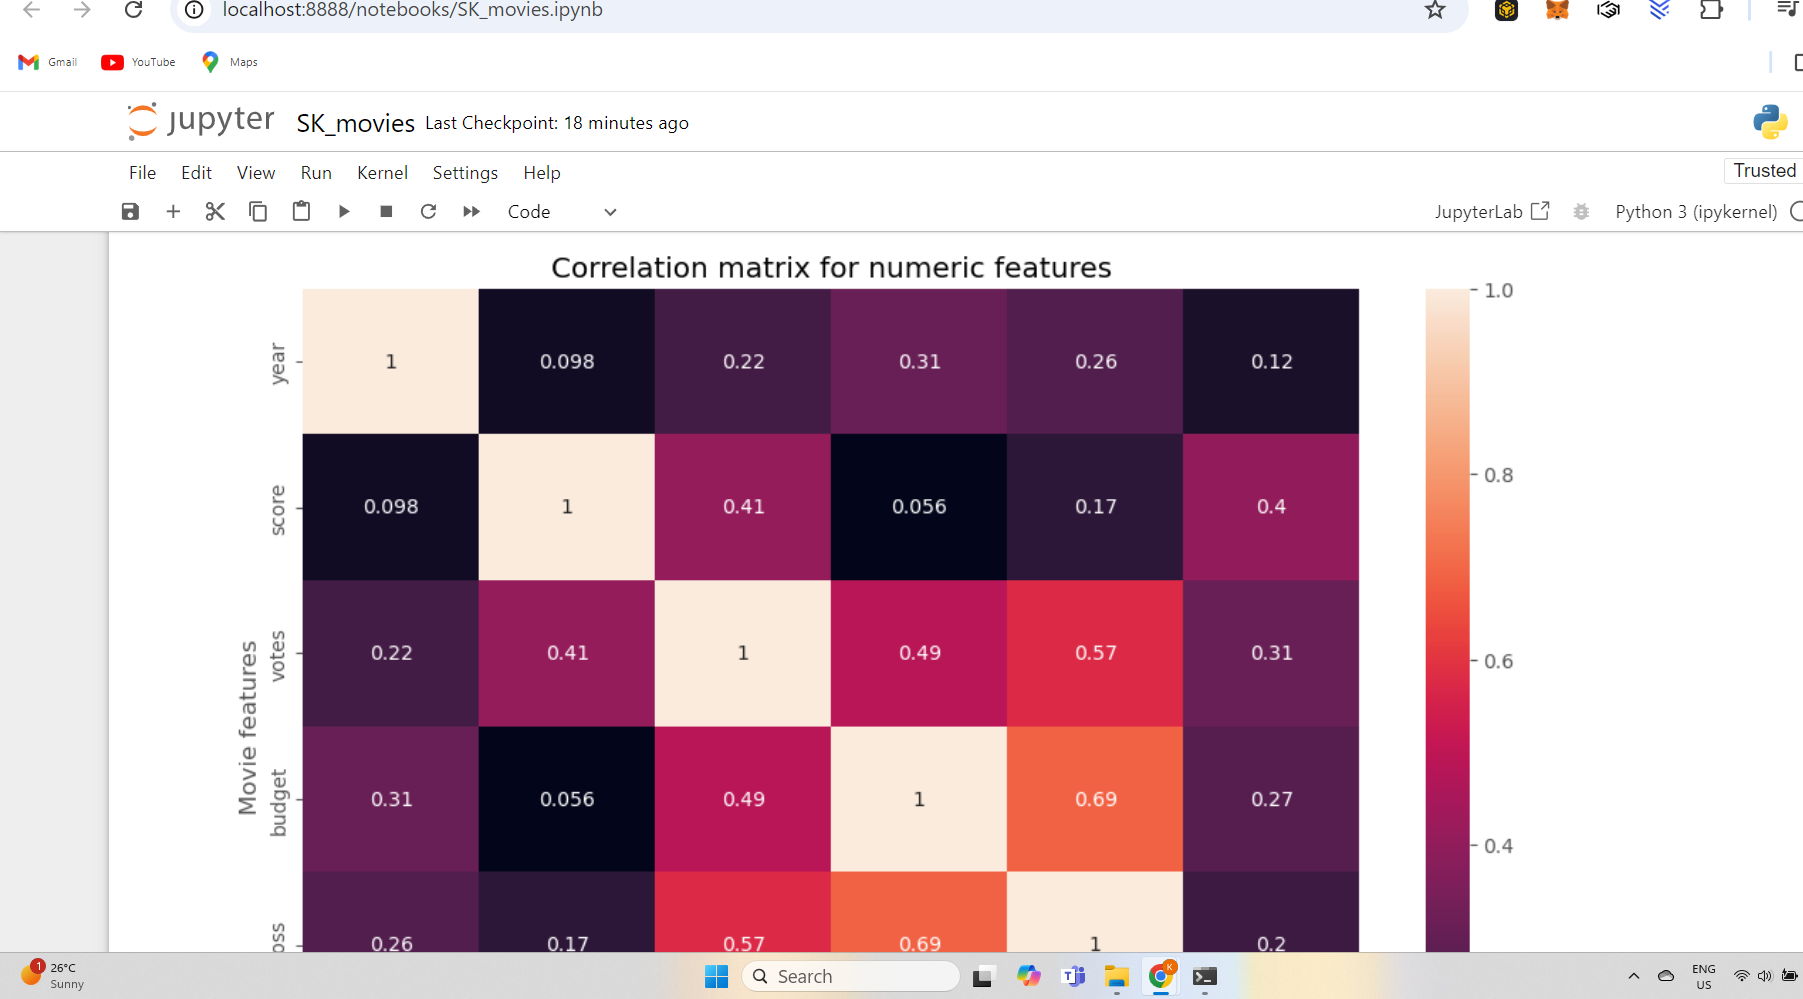 localhost:8888/notebooks/SK_movies.ipynb
Gmail YouTube Maps
jupyter SK_movies Last Checkpoint: 18 minutes ago
File Edit View Run Kernel Settings Help
Trusted
Code
JupyterLab Python 3 (ipykernel)
Correlation matrix for numeric features
year 1 0.098 0.22 0.31 0.26 0.12
score 0.098 1 0.41 0.056 0.17 0.4
votes 0.22 0.41 1 0.49 0.57 0.31
Movie features
budget 0.31 0.056 0.49 1 0.69 0.27
oss 0.26 0.17 0.57 0.69 1 0.2
1.0
0.8
0.6
0.4
1
26°C
Sunny
Search
K
ENG
US